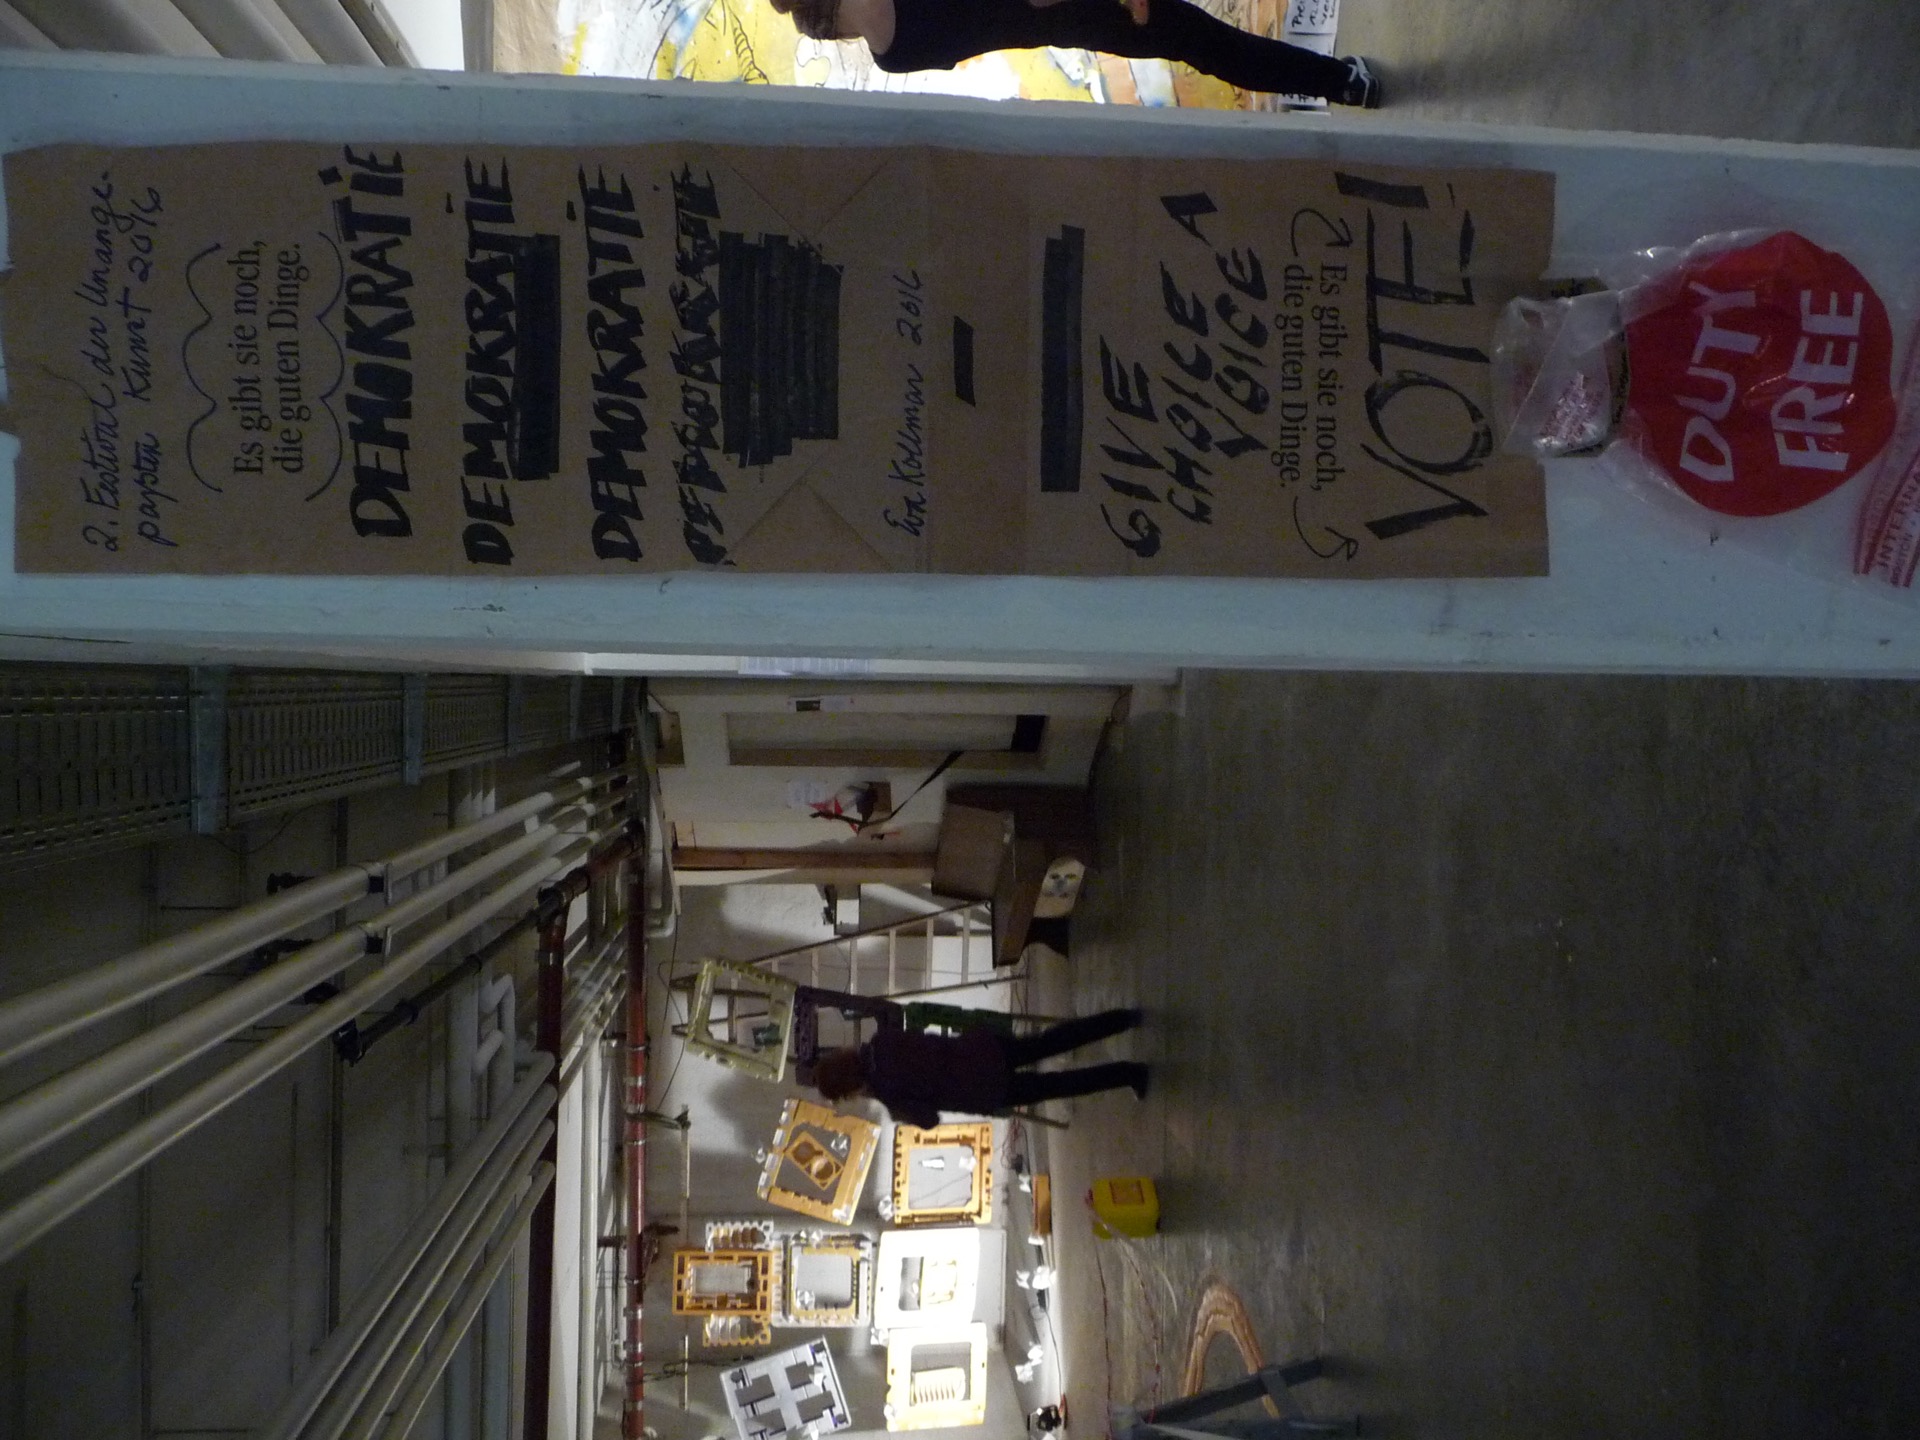 2. Festival der Unange-
paßten Kunst 2016
Es gibt sie noch,
die guten Dinge.
DEMOKRATIE
DEMOKRATIE
DEMOKRATIE
DEMOKRATIE
Eva Kollmar 2016
GIVE
CHOICE A
VOICE
Es gibt sie noch,
die guten Dinge.
VOTE!
DUTY
FREE